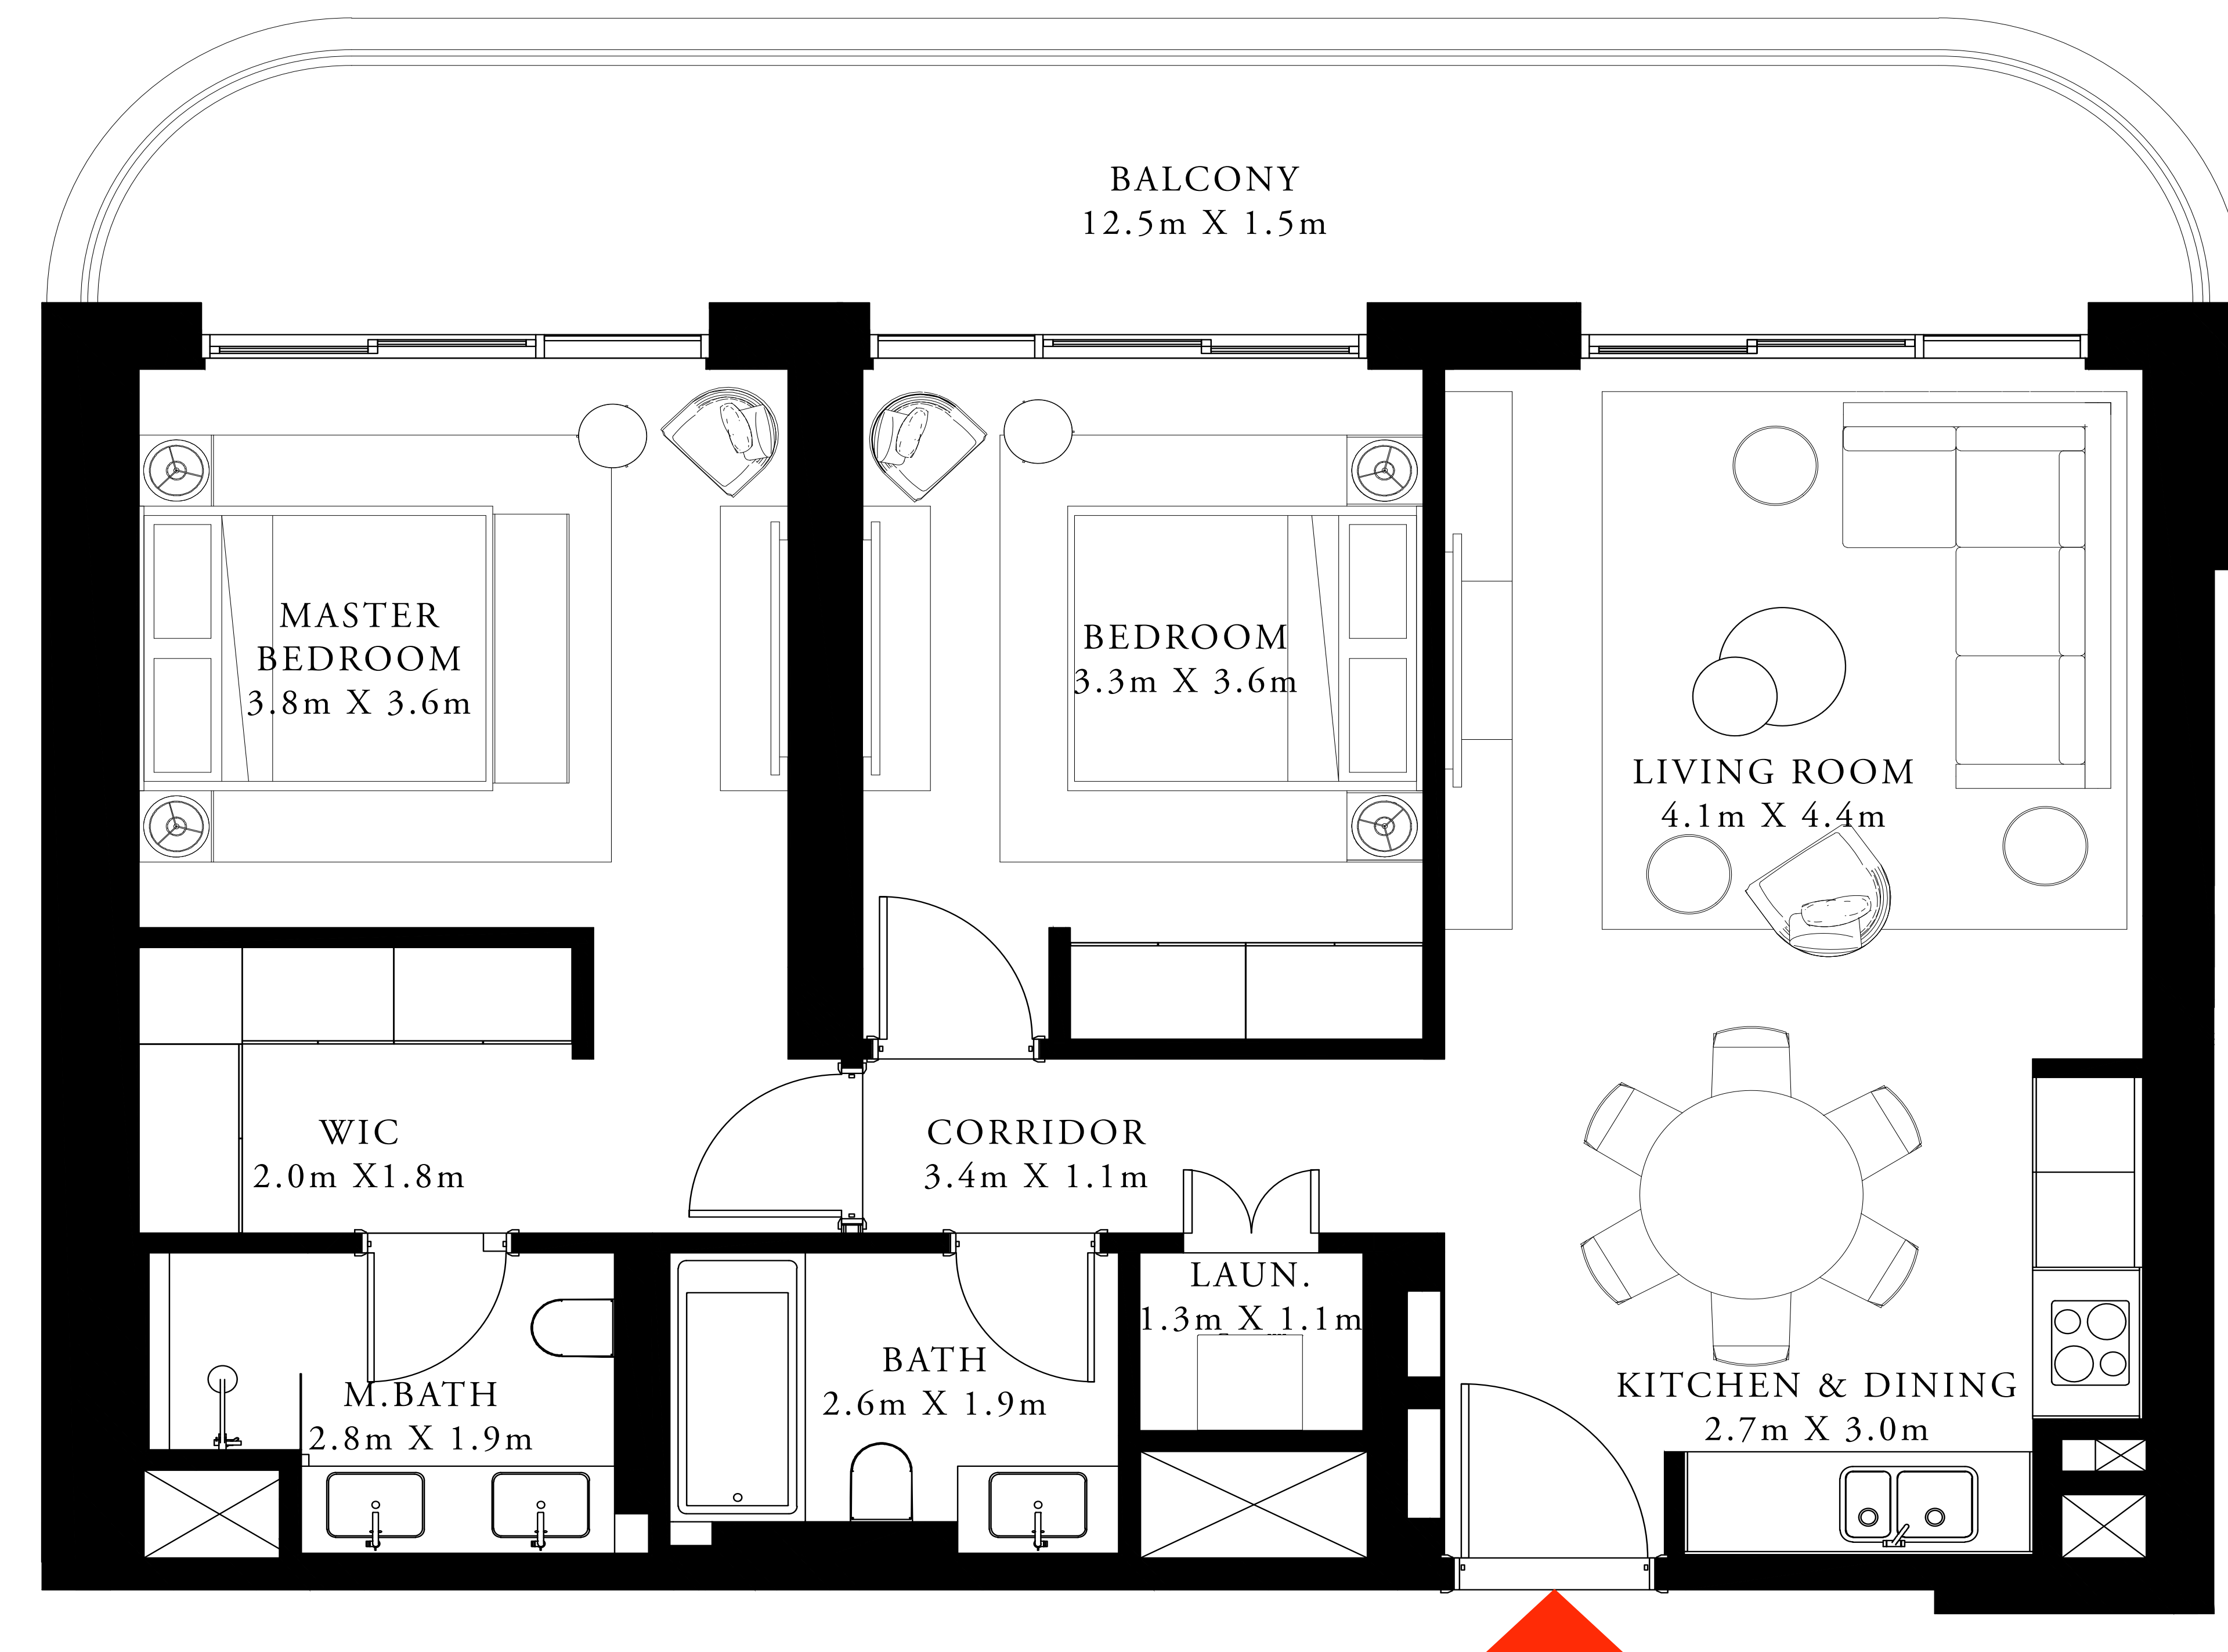 BALCONY
12.5m X 1.5m
MASTER
BEDROOM
3.8m X 3.6m
BEDROOM
3.3m X 3.6m
LIVING ROOM
4.1m X 4.4m
WIC
2.0m X1.8m
CORRIDOR
3.4m X 1.1m
LAUN.
1.3m X 1.1m
BATH
2.6m X 1.9m
M.BATH
2.8m X 1.9m
KITCHEN & DINING
2.7m X 3.0m